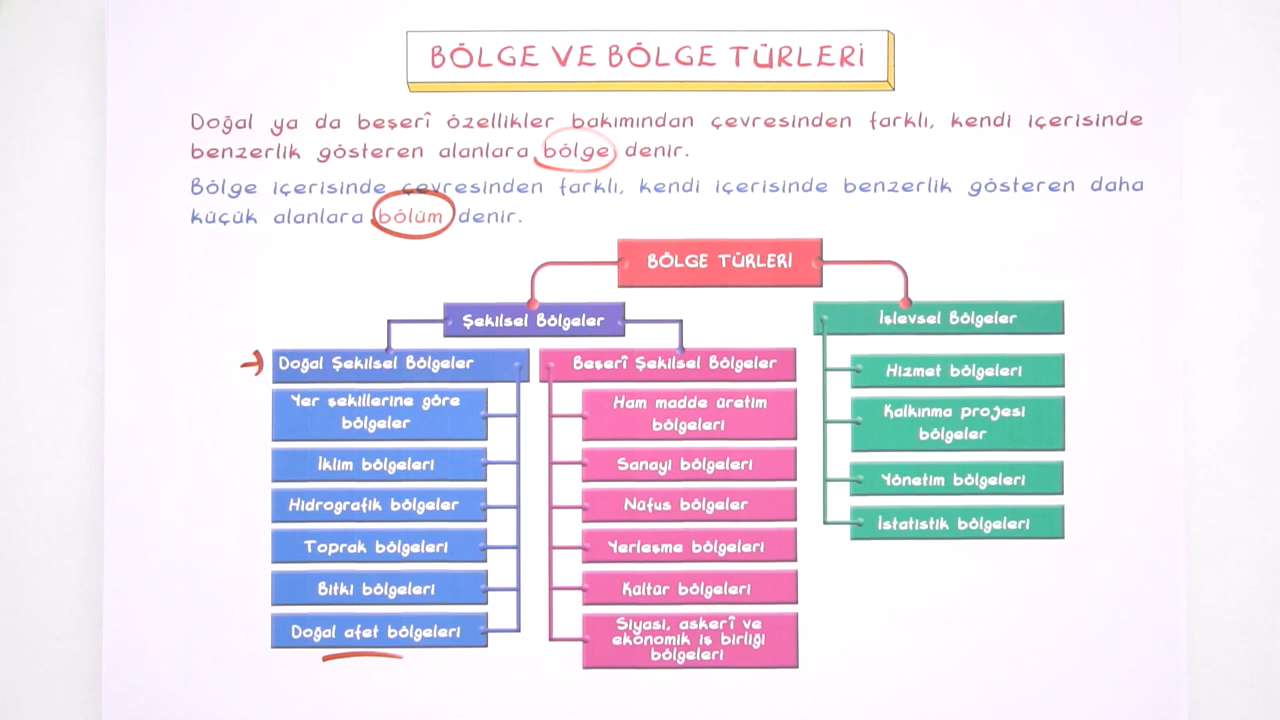 BÖLGE VE BÖLGE TÜRLERİ
Doğal ya da beşerî özellikler bakımından çevresinden farklı, kendi içerisinde
benzerlik gösteren alanlara bölge denir.
Bölge içerisinde çevresinden farklı, kendi içerisinde benzerlik gösteren daha
küçük alanlara bölüm denir.
BÖLGE TÜRLERİ
Şekilsel Bölgeler
Doğal Şekilsel Bölgeler
Yer şekillerine göre
bölgeler
İklim bölgeleri
Hidrografik bölgeler
Toprak bölgeleri
Bitki bölgeleri
Doğal afet bölgeleri
Beşerî Şekilsel Bölgeler
Ham madde üretim
bölgeleri
Sanayi bölgeleri
Nüfus bölgeler
Yerleşme bölgeleri
Kültür bölgeleri
Siyasi, askerî ve
ekonomik iş birliği
bölgeleri
İşlevsel Bölgeler
Hizmet bölgeleri
Kalkınma projesi
bölgeler
Yönetim bölgeleri
İstatistik bölgeleri